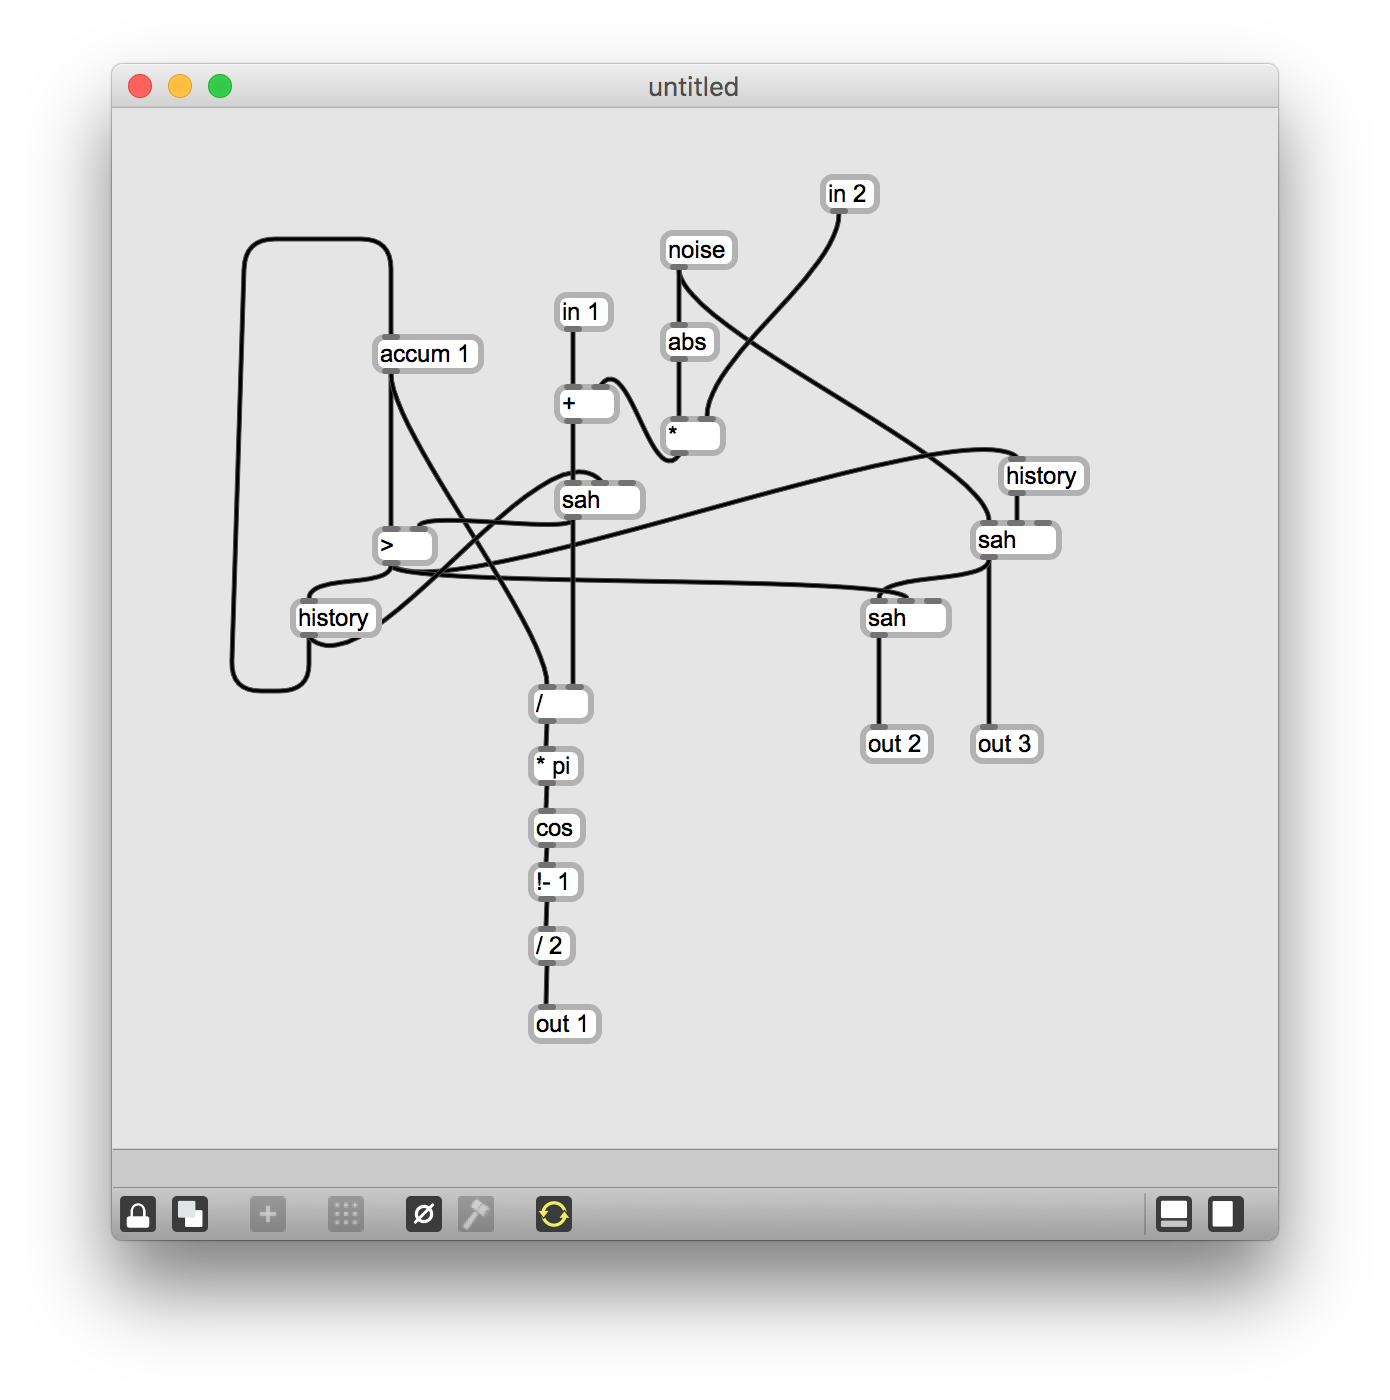 untitled
in 2
noise
in 1
abs
accum 1
+
*
history
sah
sah
>
history
sah
/
* pi
out 2
out 3
cos
!- 1
/ 2
out 1